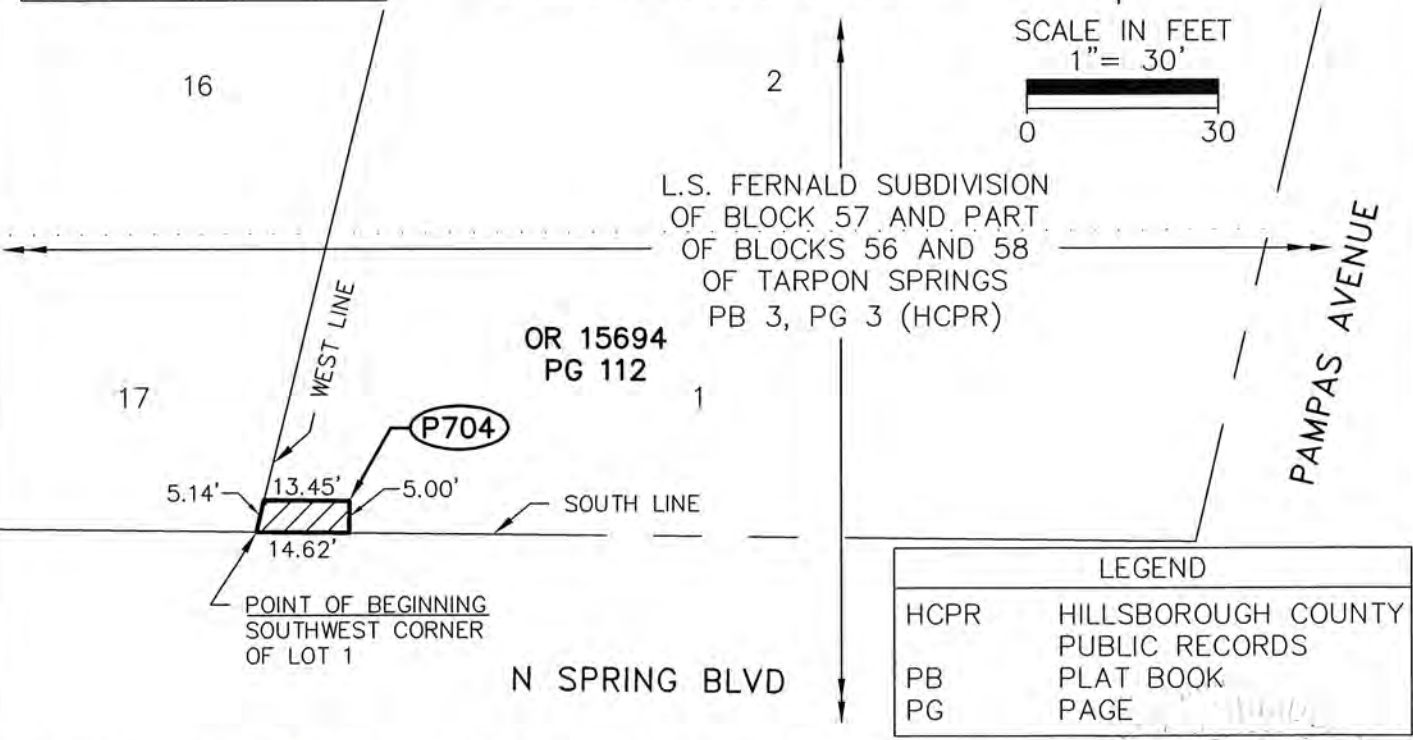 SCALE IN FEET
1"= 30'
0 30
16
2
L.S. FERNALD SUBDIVISION
OF BLOCK 57 AND PART
OF BLOCKS 56 AND 58
OF TARPON SPRINGS
PB 3, PG 3 (HCPR)
PAMPAS AVENUE
WEST LINE
OR 15694
PG 112
17
1
P704
5.14'
13.45'
5.00'
SOUTH LINE
14.62'
POINT OF BEGINNING
SOUTHWEST CORNER
OF LOT 1
N SPRING BLVD
LEGEND
HCPR HILLSBOROUGH COUNTY
PUBLIC RECORDS
PB PLAT BOOK
PG PAGE